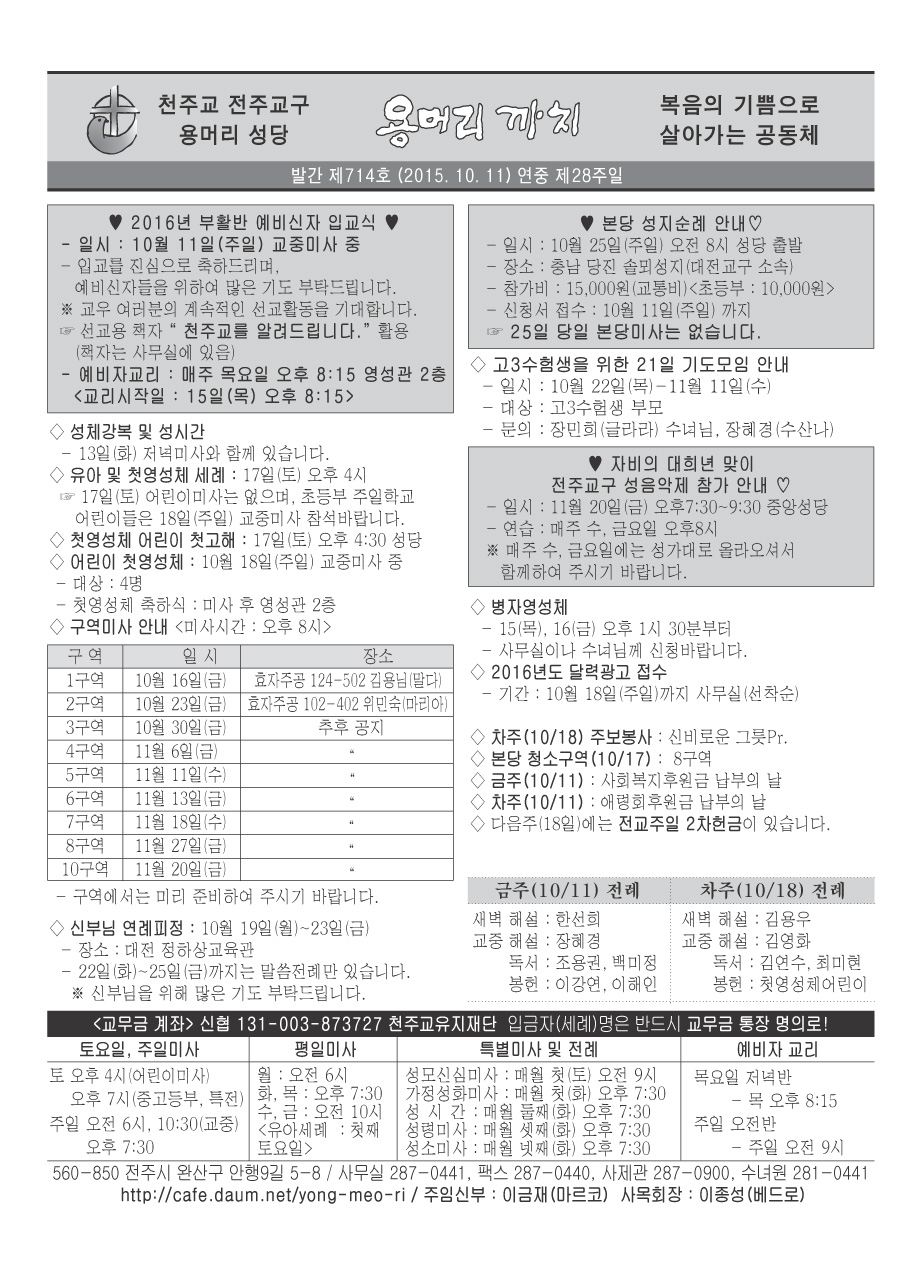 천주교 전주교구
용머리 성당
용머리 까치
복음의 기쁨으로
살아가는 공동체
발간 제714호 (2015. 10. 11) 연중 제28주일
♥ 2016년 부활반 예비신자 입교식 ♥
- 일시 : 10월 11일(주일) 교중미사 중
- 입교를 진심으로 축하드리며,
예비신자들을 위하여 많은 기도 부탁드립니다.
※ 교우 여러분의 계속적인 선교활동을 기대합니다.
☞ 선교용 책자 “ 천주교를 알려드립니다.” 활용
(책자는 사무실에 있음)
- 예비자교리 : 매주 목요일 오후 8:15 영성관 2층
<교리시작일 : 15일(목) 오후 8:15>
◇ 성체강복 및 성시간
- 13일(화) 저녁미사와 함께 있습니다.
◇ 유아 및 첫영성체 세례 : 17일(토) 오후 4시
☞ 17일(토) 어린이미사는 없으며, 초등부 주일학교
어린이들은 18일(주일) 교중미사 참석바랍니다.
◇ 첫영성체 어린이 첫고해 : 17일(토) 오후 4:30 성당
◇ 어린이 첫영성체 : 10월 18일(주일) 교중미사 중
- 대상 : 4명
- 첫영성체 축하식 : 미사 후 영성관 2층
◇ 구역미사 안내 <미사시간 : 오후 8시>
구 역 일 시 장소
1구역 10월 16일(금) 효자주공 124-502 김용님(말다)
2구역 10월 23일(금) 효자주공 102-402 위민숙(마리아)
3구역 10월 30일(금) 추후 공지
4구역 11월 6일(금) “
5구역 11월 11일(수) “
6구역 11월 13일(금) “
7구역 11월 18일(수) “
8구역 11월 27일(금) “
10구역 11월 20일(금) “
- 구역에서는 미리 준비하여 주시기 바랍니다.
◇ 신부님 연례피정 : 10월 19일(월)~23일(금)
- 장소 : 대전 정하상교육관
- 22일(화)~25일(금)까지는 말씀전례만 있습니다.
※ 신부님을 위해 많은 기도 부탁드립니다.
♥ 본당 성지순례 안내♡
- 일시 : 10월 25일(주일) 오전 8시 성당 출발
- 장소 : 충남 당진 솔뫼성지(대전교구 소속)
- 참가비 : 15,000원(교통비)<초등부 : 10,000원>
- 신청서 접수 : 10월 11일(주일) 까지
☞ 25일 당일 본당미사는 없습니다.
◇ 고3수험생을 위한 21일 기도모임 안내
- 일시 : 10월 22일(목)-11월 11일(수)
- 대상 : 고3수험생 부모
- 문의 : 장민희(글라라) 수녀님, 장혜경(수산나)
♥ 자비의 대희년 맞이
전주교구 성음악제 참가 안내 ♡
- 일시 : 11월 20일(금) 오후7:30~9:30 중앙성당
- 연습 : 매주 수, 금요일 오후8시
※ 매주 수, 금요일에는 성가대로 올라오셔서
함께하여 주시기 바랍니다.
◇ 병자영성체
- 15(목), 16(금) 오후 1시 30분부터
- 사무실이나 수녀님께 신청바랍니다.
◇ 2016년도 달력광고 접수
- 기간 : 10월 18일(주일)까지 사무실(선착순)
◇ 차주(10/18) 주보봉사 : 신비로운 그릇Pr.
◇ 본당 청소구역(10/17) : 8구역
◇ 금주(10/11) : 사회복지후원금 납부의 날
◇ 차주(10/11) : 애령회후원금 납부의 날
◇ 다음주(18일)에는 전교주일 2차헌금이 있습니다.
금주(10/11) 전례
새벽 해설 : 한선희
교중 해설 : 장혜경
독서 : 조용권, 백미정
봉헌 : 이강연, 이해인
차주(10/18) 전례
새벽 해설 : 김용우
교중 해설 : 김영화
독서 : 김연수, 최미현
봉헌 : 첫영성체어린이
<교무금 계좌> 신협 131-003-873727 천주교유지재단 입금자(세례)명은 반드시 교무금 통장 명의로!
토요일, 주일미사
토 오후 4시(어린이미사)
오후 7시(중고등부, 특전)
주일 오전 6시, 10:30(교중)
오후 7:30
평일미사
월 : 오전 6시
화, 목 : 오후 7:30
수, 금 : 오전 10시
<유아세례 : 첫째
토요일>
특별미사 및 전례
성모신심미사 : 매월 첫(토) 오전 9시
가정성화미사 : 매월 첫(화) 오후 7:30
성 시 간 : 매월 둘째(화) 오후 7:30
성령미사 : 매월 셋째(화) 오후 7:30
성소미사 : 매월 넷째(화) 오후 7:30
예비자 교리
목요일 저녁반
- 목 오후 8:15
주일 오전반
- 주일 오전 9시
560-850 전주시 완산구 안행9길 5-8 / 사무실 287-0441, 팩스 287-0440, 사제관 287-0900, 수녀원 281-0441
http://cafe.daum.net/yong-meo-ri / 주임신부 : 이금재(마르코) 사목회장 : 이종성(베드로)